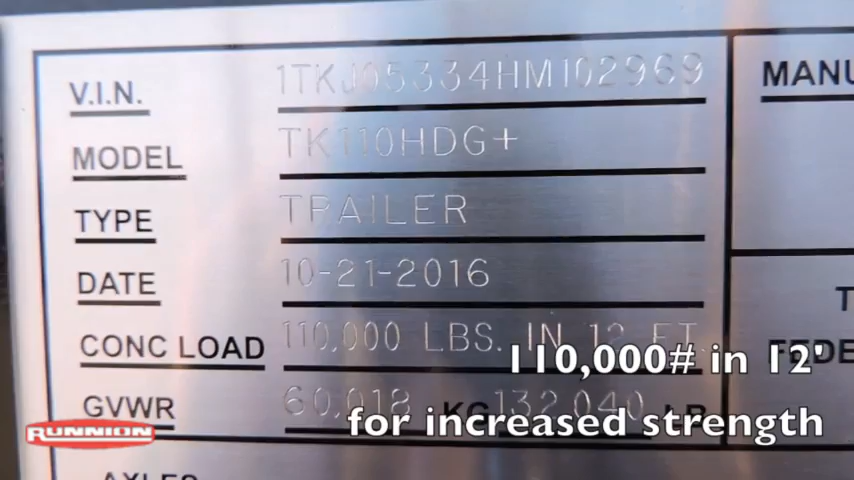 V.I.N. 1TKJ05334HM102969
MANU
MODEL TK110HDG+
TYPE TRAILER
DATE 10-21-2016
CONC LOAD 110,000 LBS. IN 12 FT.
FEDE
GVWR 60,018 KG 132,040 LB
AXLES
110,000# in 12'
for increased strength
RUNNION